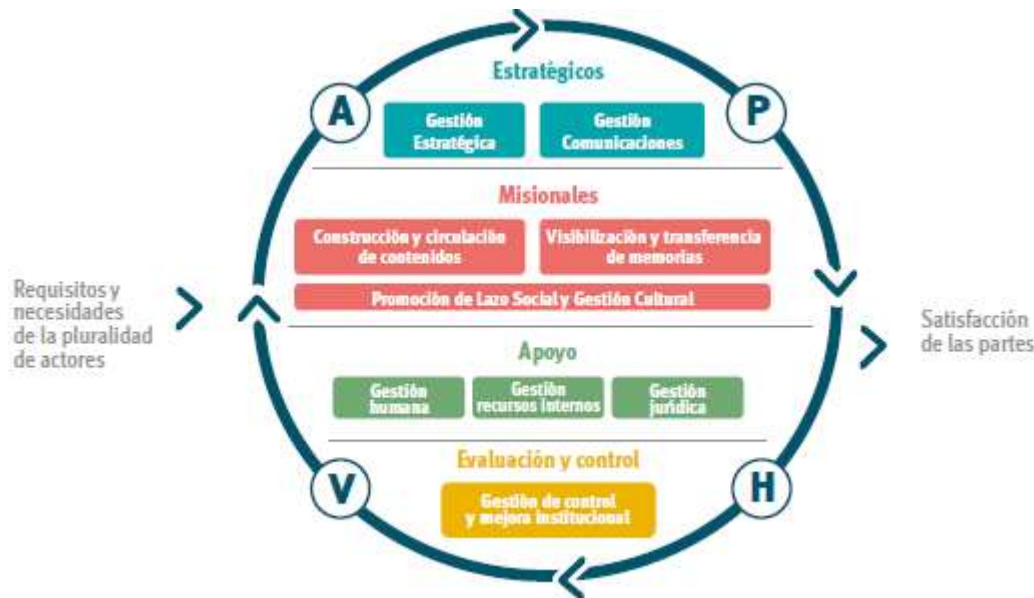 Estratégicos
A
P
Gestión
Estratégica
Gestión
Comunicaciones
Misionales
Construcción y circulación
de contenidos
Visibilización y transferencia
de memorias
Promoción de Lazo Social y Gestión Cultural
Requisitos y
necesidades
de la pluralidad
de actores
Satisfacción
de las partes
Apoyo
Gestión
humana
Gestión
recursos internos
Gestión
jurídica
Evaluación y control
V
H
Gestión de control
y mejora institucional